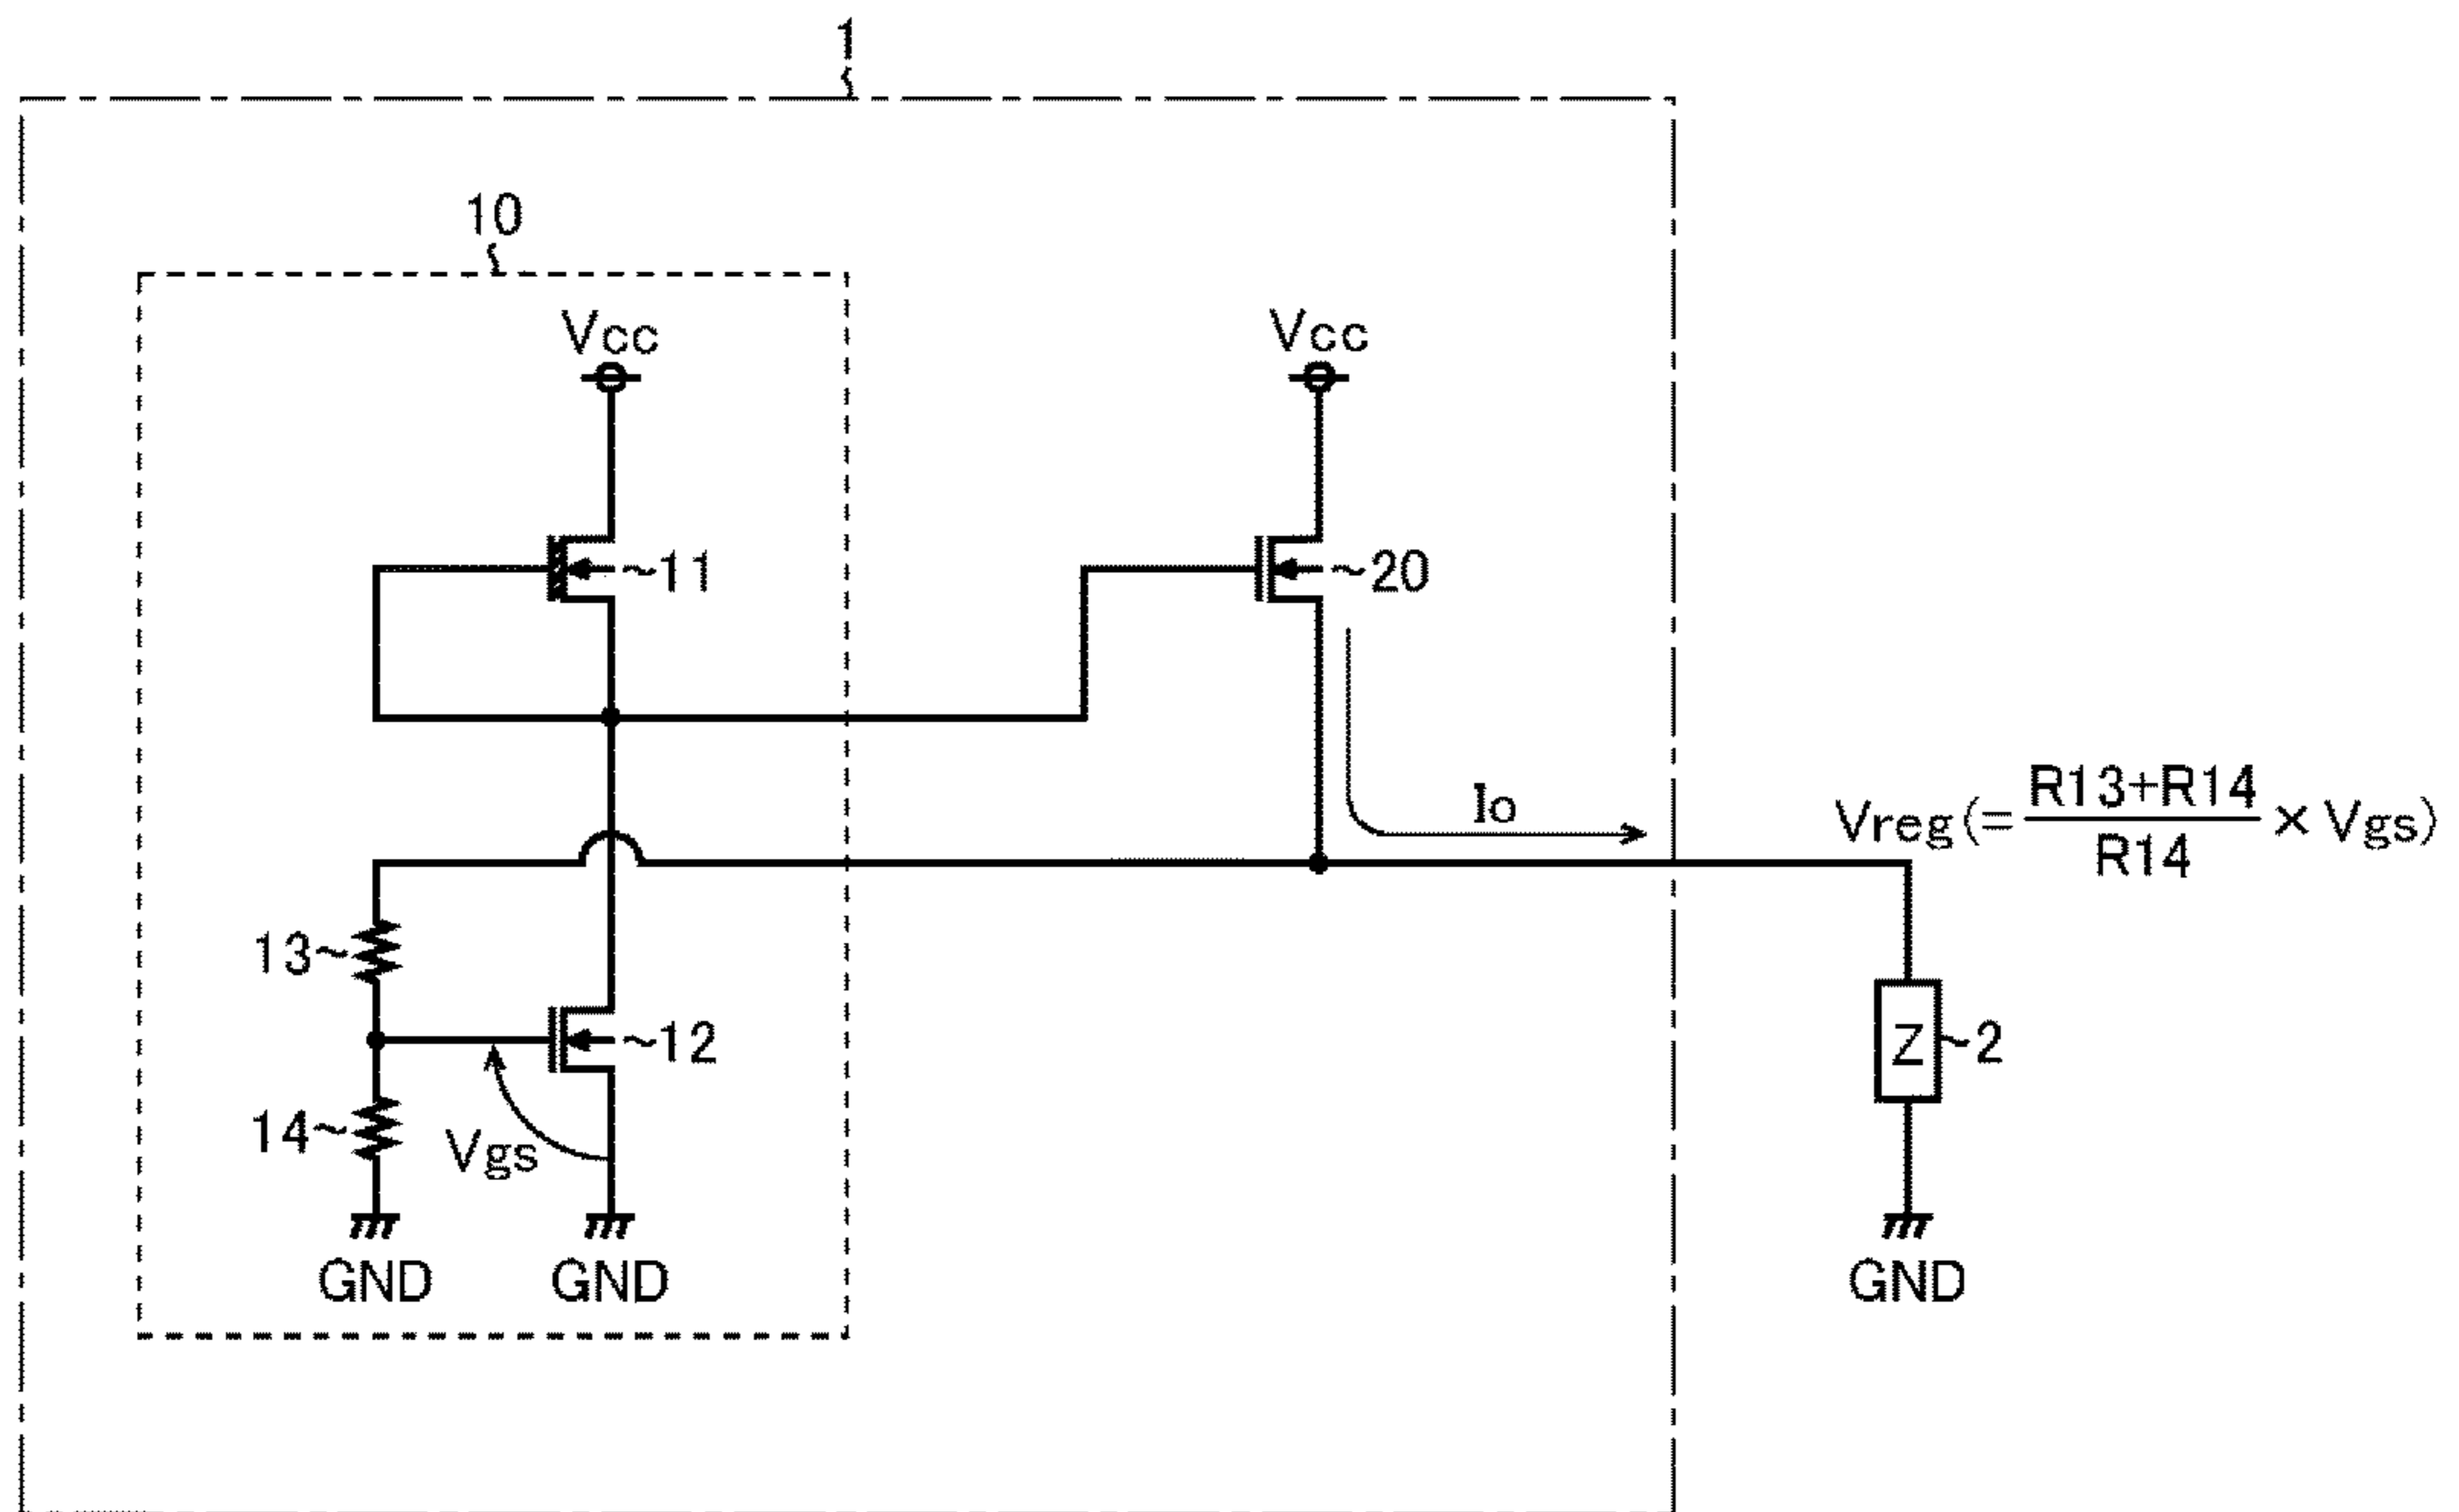 1
10
Vcc
Vcc
~11
~20
Io
Vreg(= R13+R14 / R14 × Vgs)
13~
~12
Z ~2
14~
Vgs
GND
GND
GND